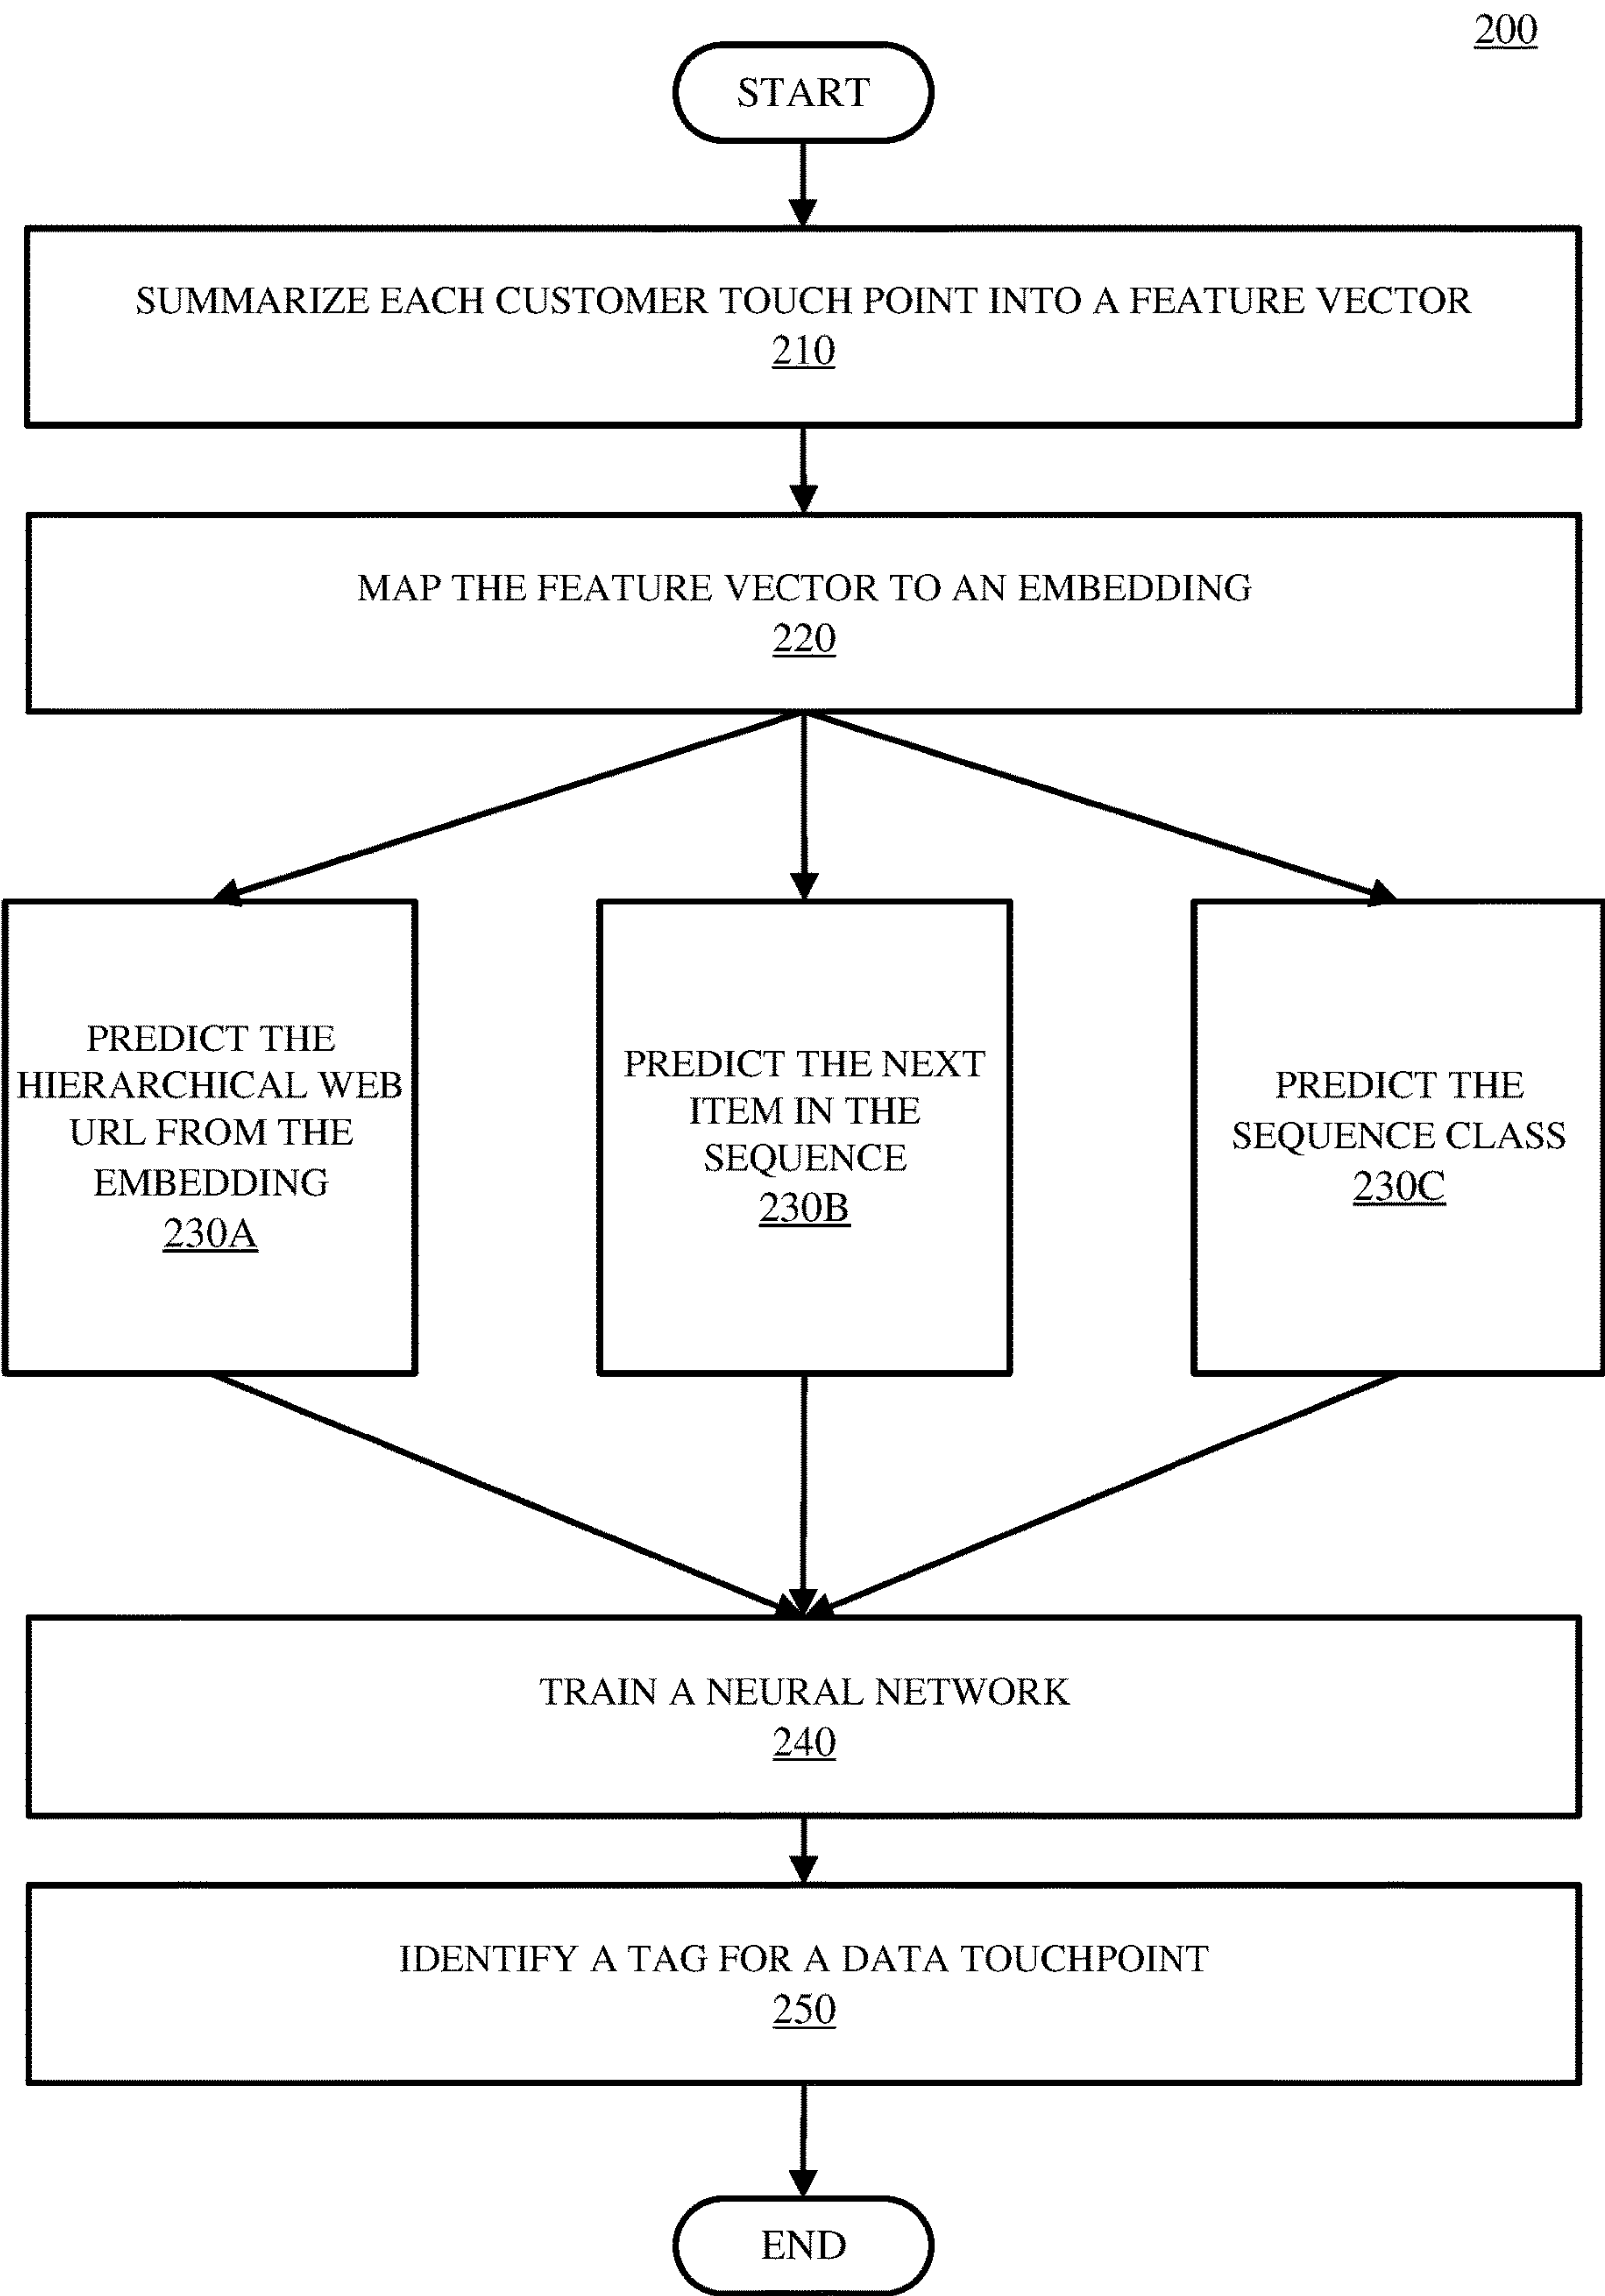 200
START
SUMMARIZE EACH CUSTOMER TOUCH POINT INTO A FEATURE VECTOR
210
MAP THE FEATURE VECTOR TO AN EMBEDDING
220
PREDICT THE
HIERARCHICAL WEB
URL FROM THE
EMBEDDING
230A
PREDICT THE NEXT
ITEM IN THE
SEQUENCE
230B
PREDICT THE
SEQUENCE CLASS
230C
TRAIN A NEURAL NETWORK
240
IDENTIFY A TAG FOR A DATA TOUCHPOINT
250
END